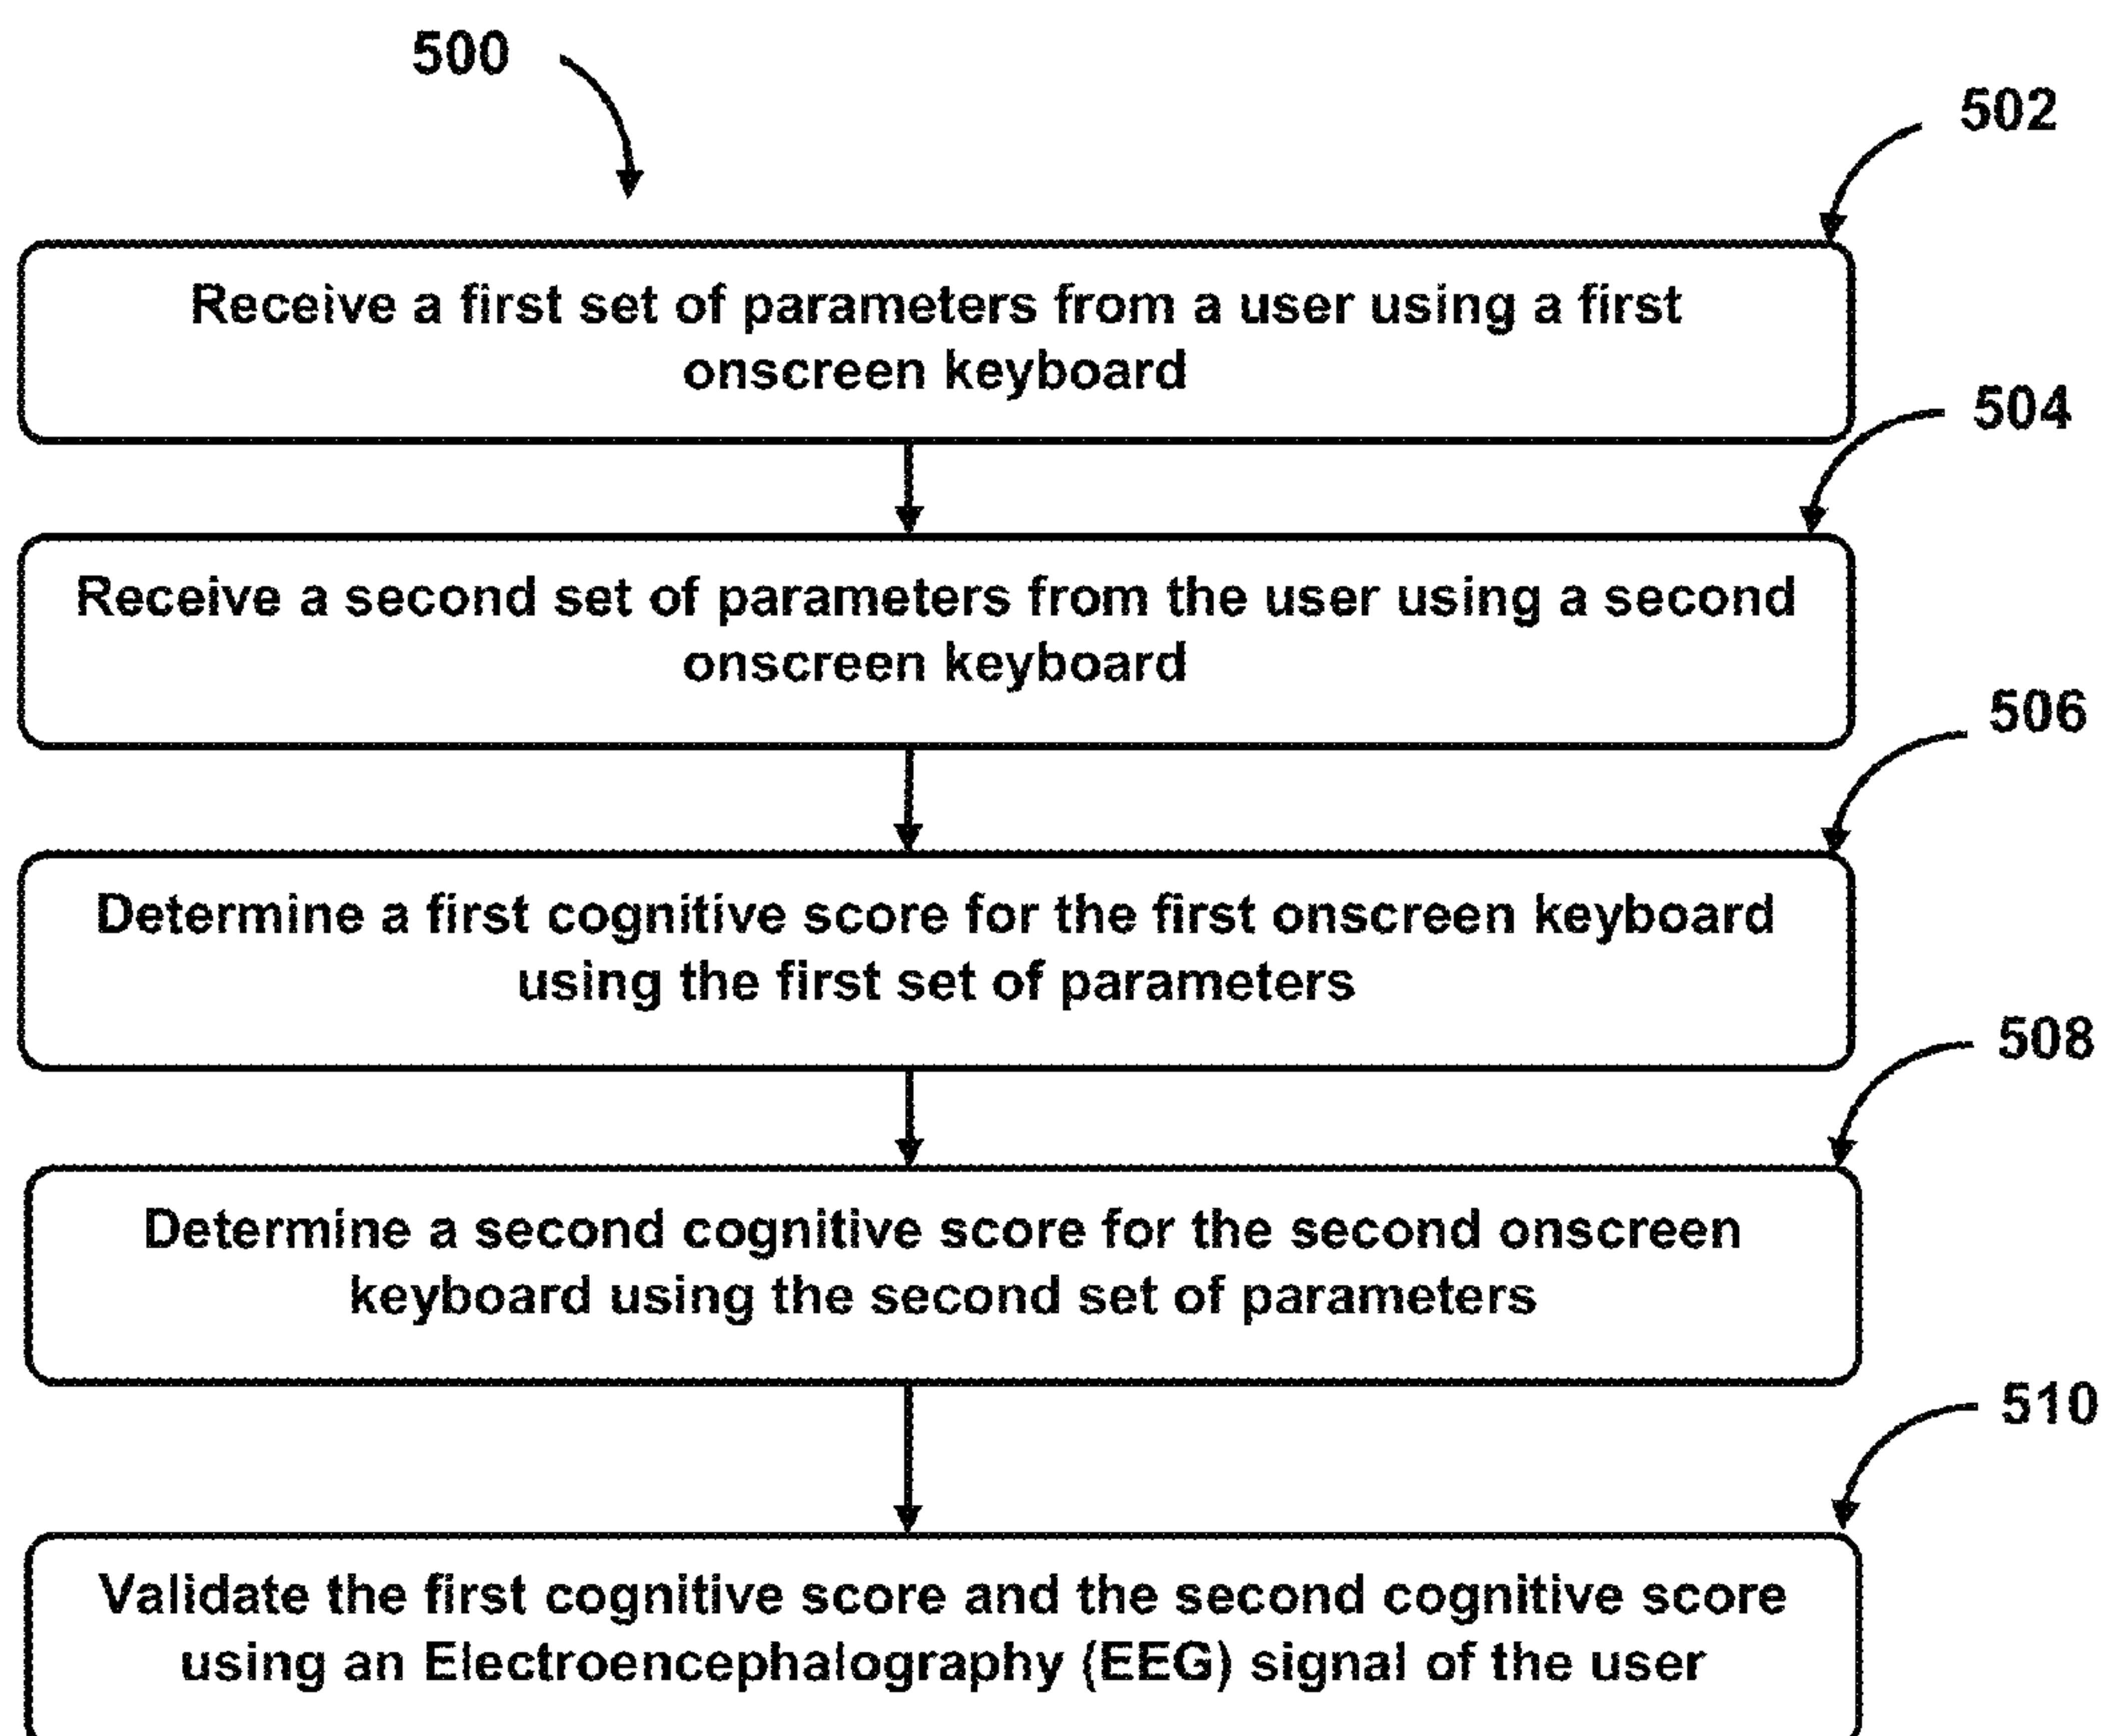 500
502
Receive a first set of parameters from a user using a first
onscreen keyboard
504
Receive a second set of parameters from the user using a second
onscreen keyboard
506
Determine a first cognitive score for the first onscreen keyboard
using the first set of parameters
508
Determine a second cognitive score for the second onscreen
keyboard using the second set of parameters
510
Validate the first cognitive score and the second cognitive score
using an Electroencephalography (EEG) signal of the user